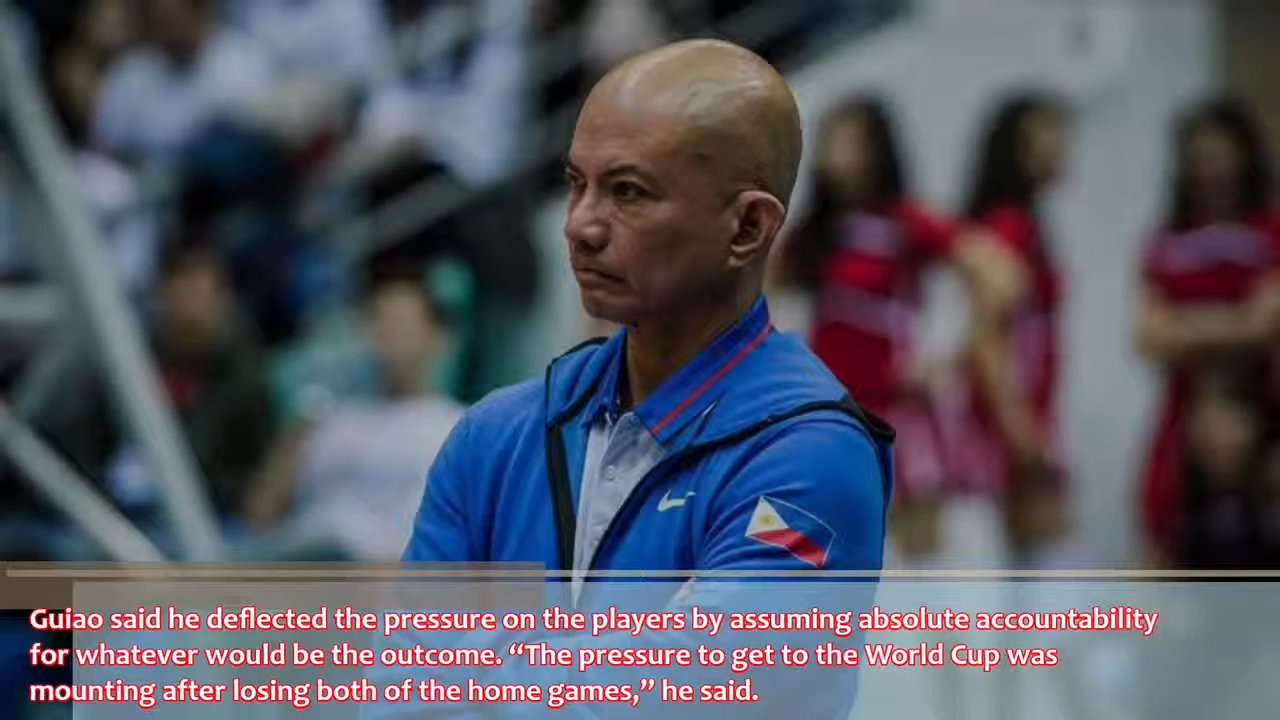 Guiao said he deflected the pressure on the players by assuming absolute accountability
for whatever would be the outcome. “The pressure to get to the World Cup was
mounting after losing both of the home games,” he said.